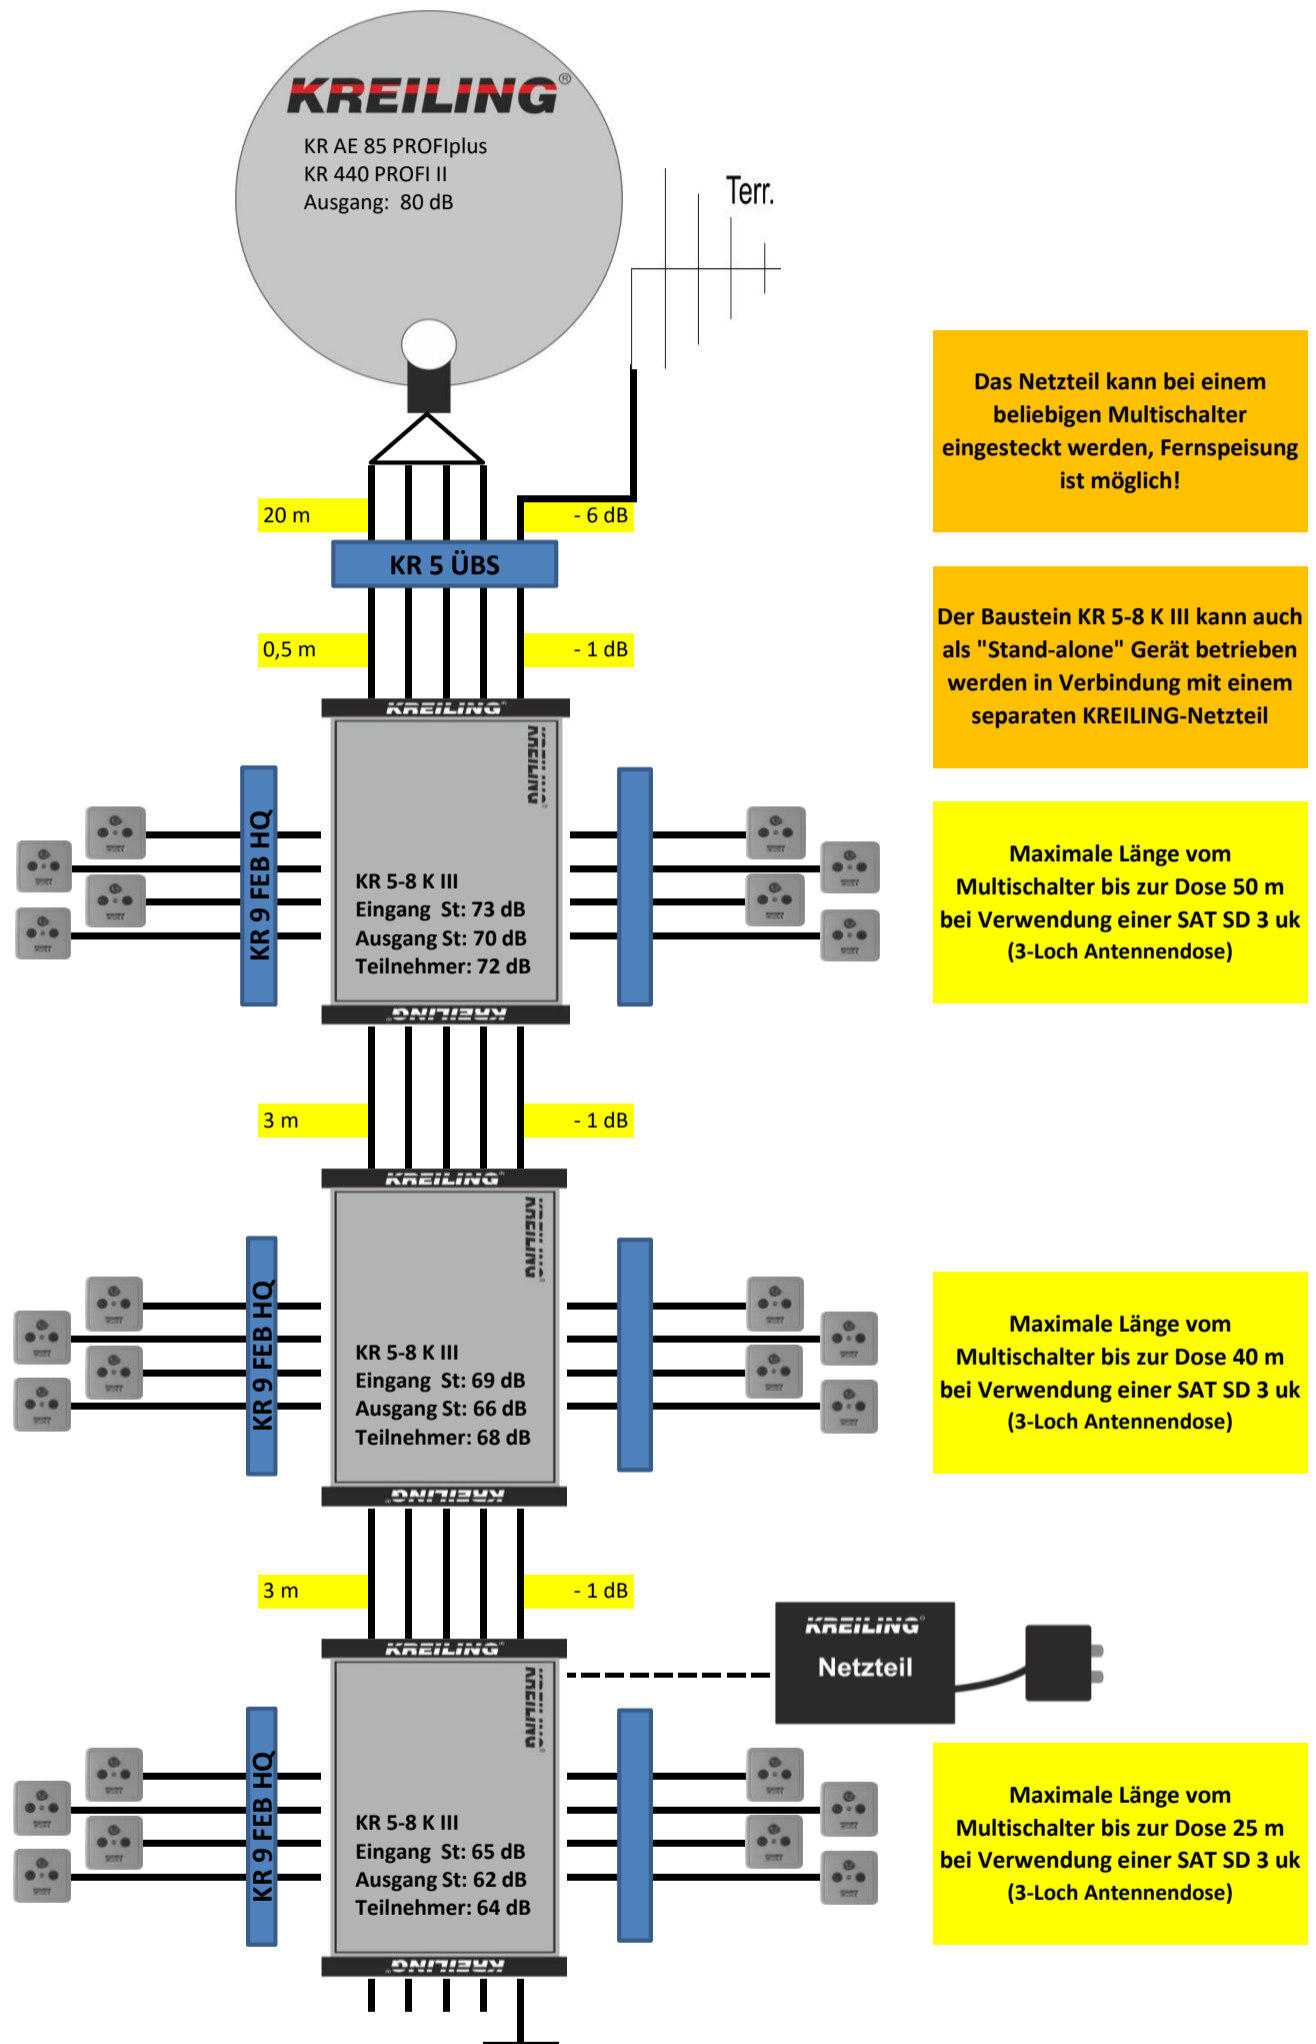 KREILING®
KR AE 85 PROFIplus
KR 440 PROFI II
Ausgang: 80 dB
Terr.
Das Netzteil kann bei einem
beliebigen Multischalter
eingesteckt werden, Fernspeisung
ist möglich!
20 m
- 6 dB
KR 5 ÜBS
Der Baustein KR 5-8 K III kann auch
als "Stand-alone" Gerät betrieben
werden in Verbindung mit einem
separaten KREILING-Netzteil
0,5 m
- 1 dB
KREILING
KREILING
KR 9 FEB HQ
KR 5-8 K III
Eingang St: 73 dB
Ausgang St: 70 dB
Teilnehmer: 72 dB
KREILING
Maximale Länge vom
Multischalter bis zur Dose 50 m
bei Verwendung einer SAT SD 3 uk
(3-Loch Antennendose)
3 m
- 1 dB
KREILING
KREILING
KR 9 FEB HQ
KR 5-8 K III
Eingang St: 69 dB
Ausgang St: 66 dB
Teilnehmer: 68 dB
KREILING
Maximale Länge vom
Multischalter bis zur Dose 40 m
bei Verwendung einer SAT SD 3 uk
(3-Loch Antennendose)
3 m
- 1 dB
KREILING
Netzteil
KREILING
KREILING
KR 9 FEB HQ
KR 5-8 K III
Eingang St: 65 dB
Ausgang St: 62 dB
Teilnehmer: 64 dB
KREILING
Maximale Länge vom
Multischalter bis zur Dose 25 m
bei Verwendung einer SAT SD 3 uk
(3-Loch Antennendose)